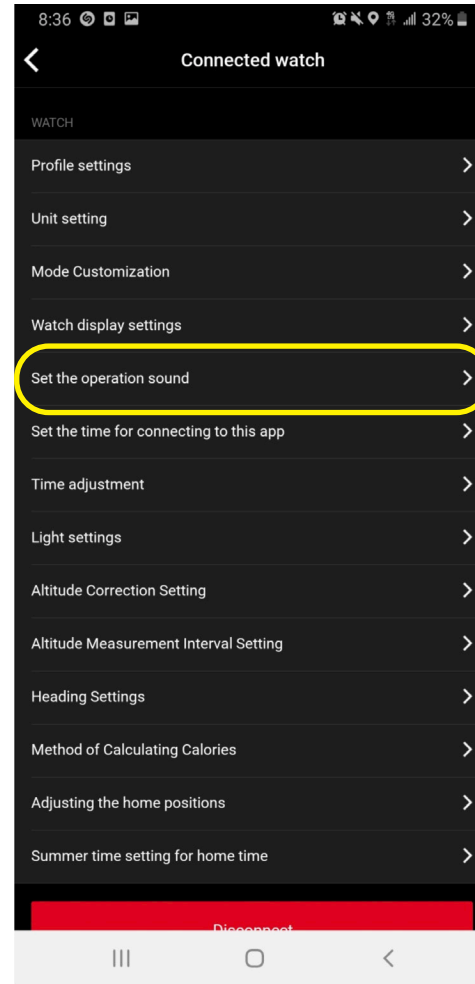 8:36 32%
Connected watch
WATCH
Profile settings
Unit setting
Mode Customization
Watch display settings
Set the operation sound
Set the time for connecting to this app
Time adjustment
Light settings
Altitude Correction Setting
Altitude Measurement Interval Setting
Heading Settings
Method of Calculating Calories
Adjusting the home positions
Summer time setting for home time
Disconnect